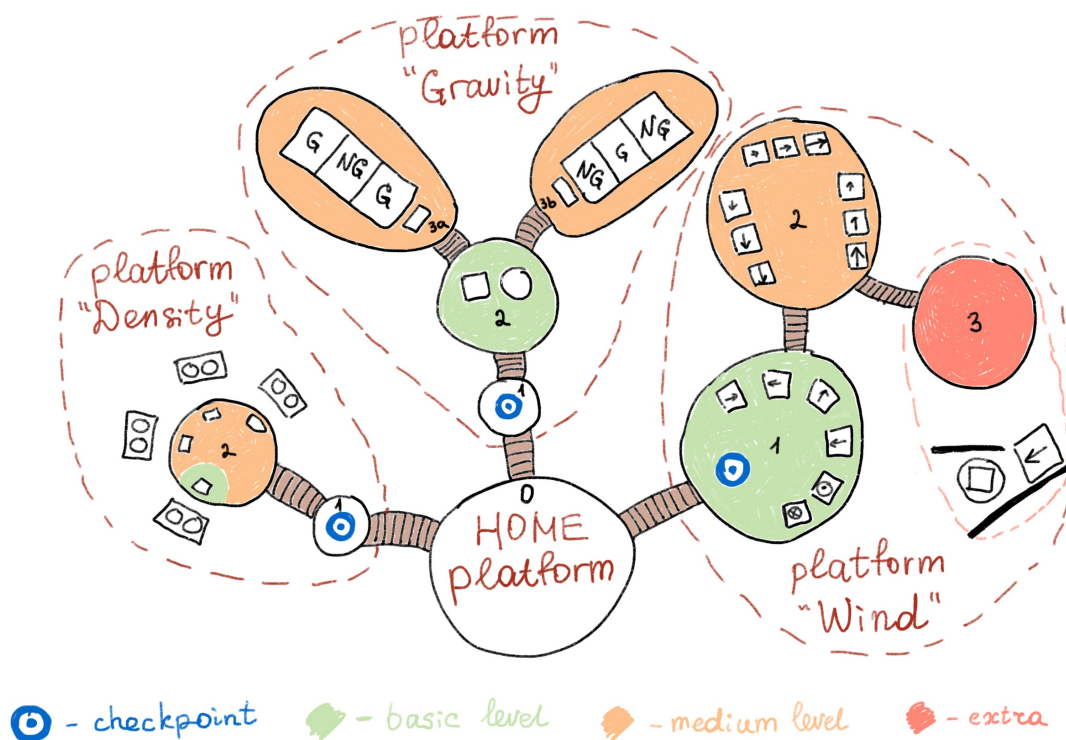 platform
"Gravity"
G
NG
G
3a
NG
G
NG
3b
2
1
platform
"Density"
2
1
0
HOME
platform
2
3
1
platform
"Wind"
- checkpoint
- basic level
- medium level
- extra